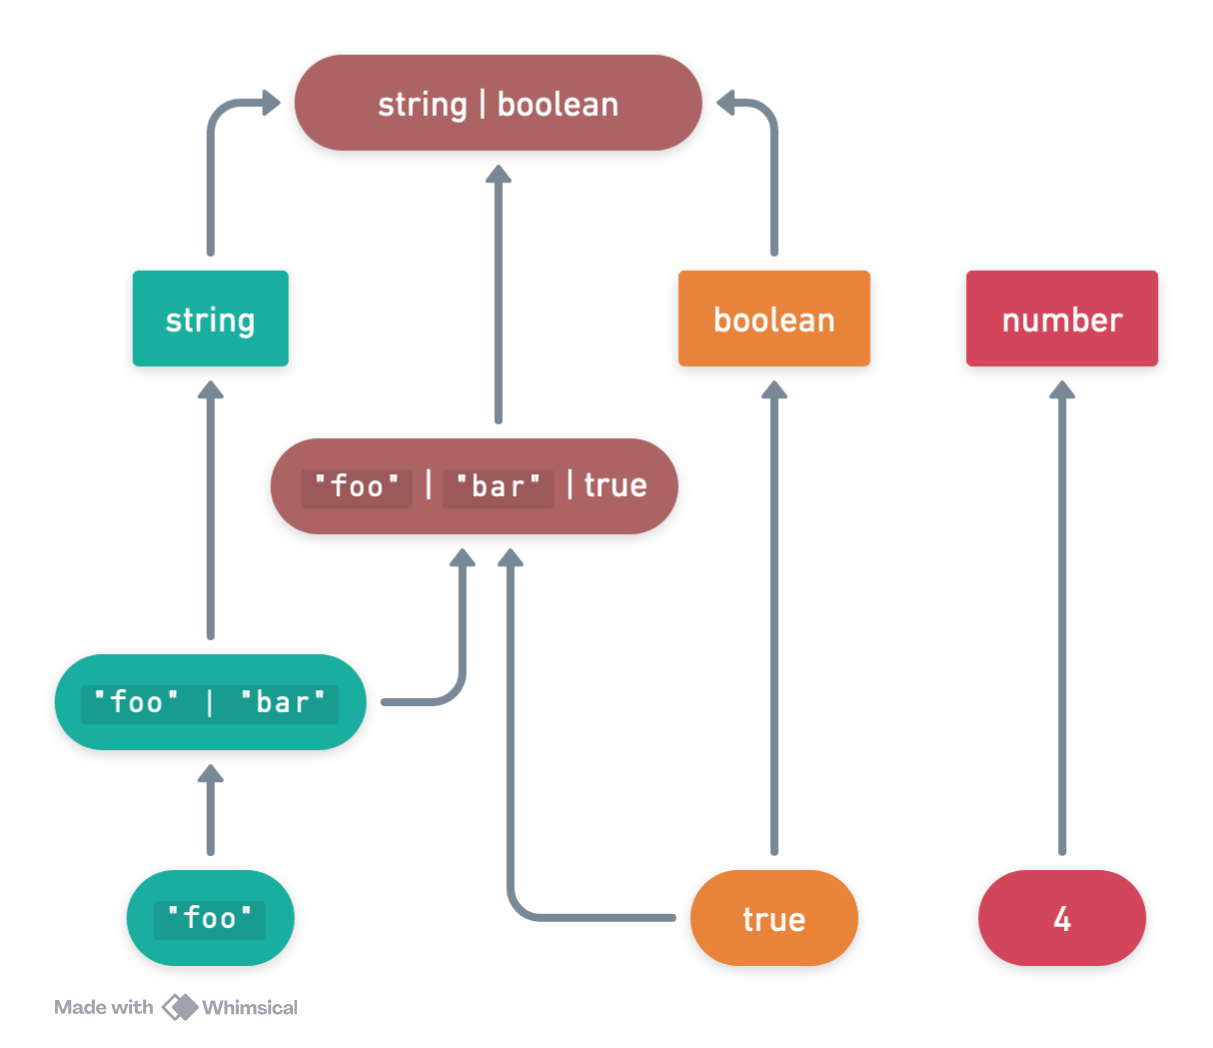 string | boolean
string
boolean
number
"foo" | "bar" | true
"foo" | "bar"
"foo"
true
4
Made with Whimsical